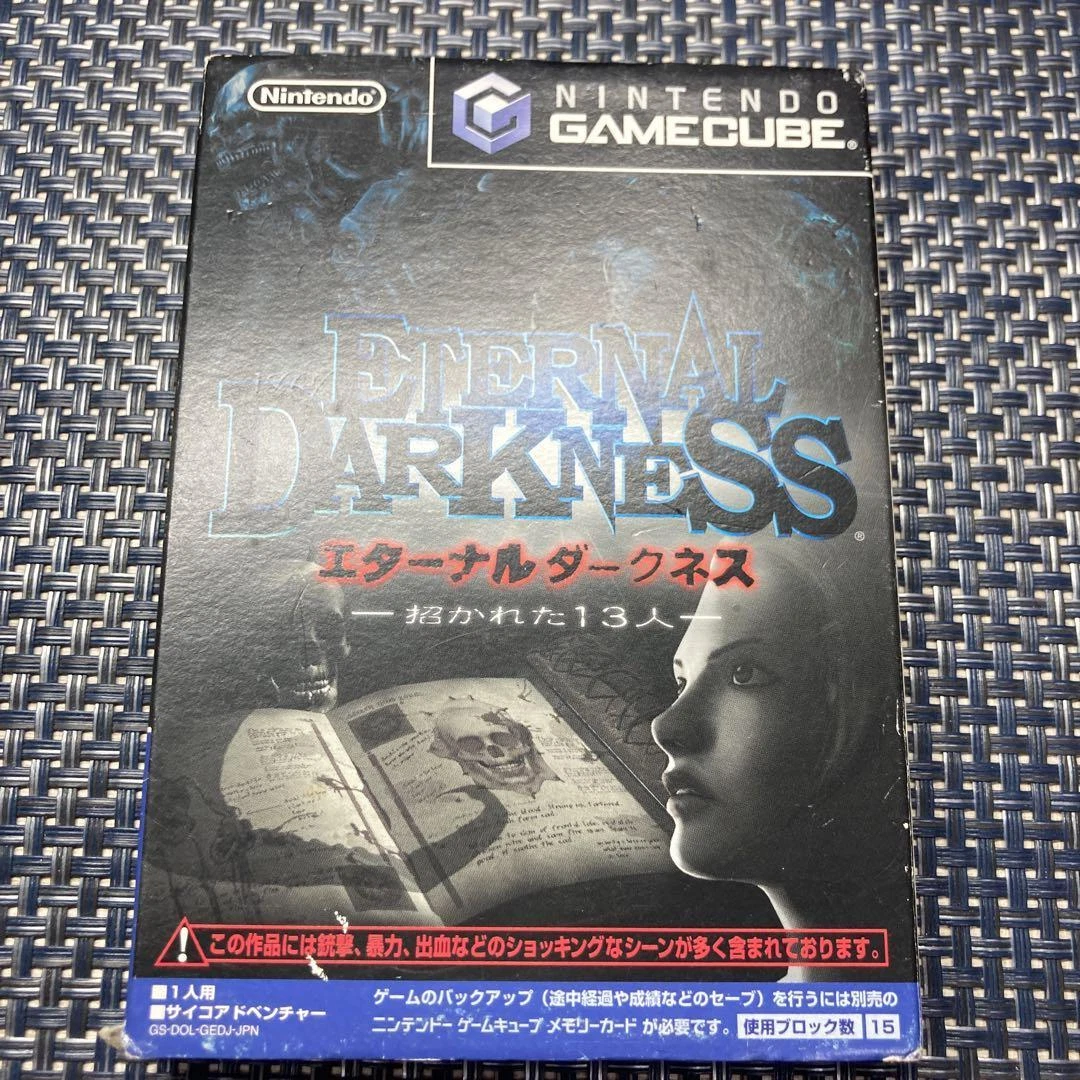 Nintendo
NINTENDO
GAMECUBE®
ETERNAL
DARKNESS®
エターナルダークネス
―招かれた13人―
!この作品には銃撃、暴力、出血などのショッキングなシーンが多く含まれております。
■1人用
■サイコアドベンチャー
GS-DOL-GEDJ-JPN
ゲームのバックアップ(途中経過や成績などのセーブ)を行うには別売の
ニンテンドー ゲームキューブ メモリーカード が必要です。 使用ブロック数 15